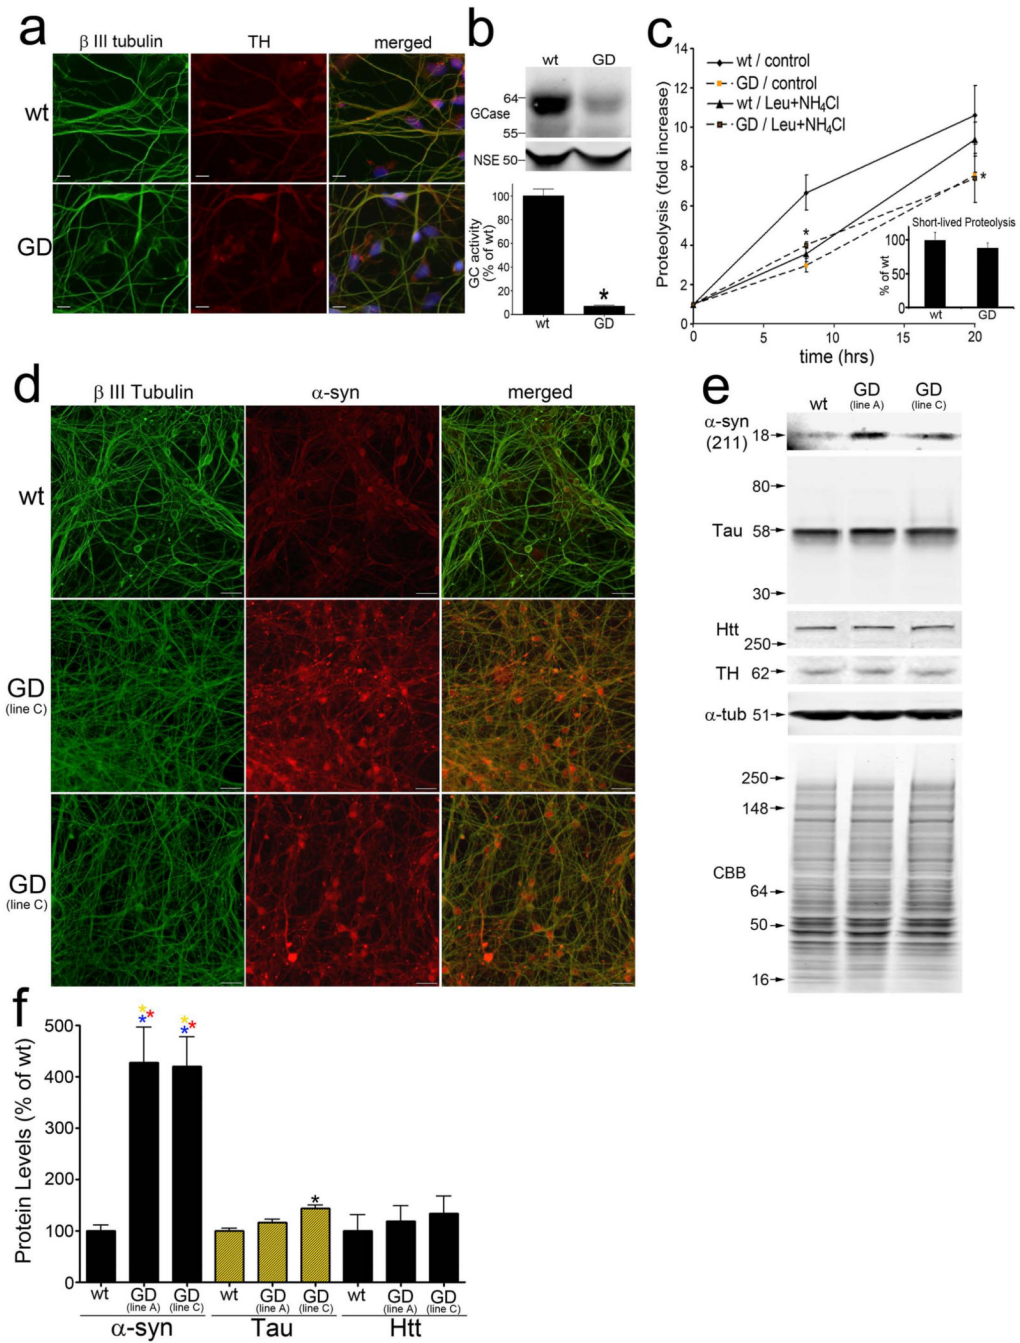 a
β III tubulin
TH
merged
wt
GD
b
wt
GD
64
GCase
55
NSE 50
GC activity
(% of wt)
100
80
60
40
20
0
*
wt
GD
c
Proteolysis (fold increase)
14
12
10
8
6
4
2
0
wt / control
GD / control
wt / Leu+NH₄Cl
GD / Leu+NH₄Cl
*
*
0
5
10
15
20
time (hrs)
Short-lived Proteolysis
% of wt
100
50
0
wt
GD
d
β III Tubulin
α-syn
merged
wt
GD
(line C)
GD
(line C)
e
wt
GD
(line A)
GD
(line C)
α-syn
(211)
18
80
Tau 58
30
Htt
250
TH 62
α-tub 51
250
148
CBB
64
50
16
f
Protein Levels (% of wt)
500
400
300
200
100
0
* * *
* * *
*
wt
GD
(line A)
GD
(line C)
wt
GD
(line A)
GD
(line C)
wt
GD
(line A)
GD
(line C)
α-syn
Tau
Htt